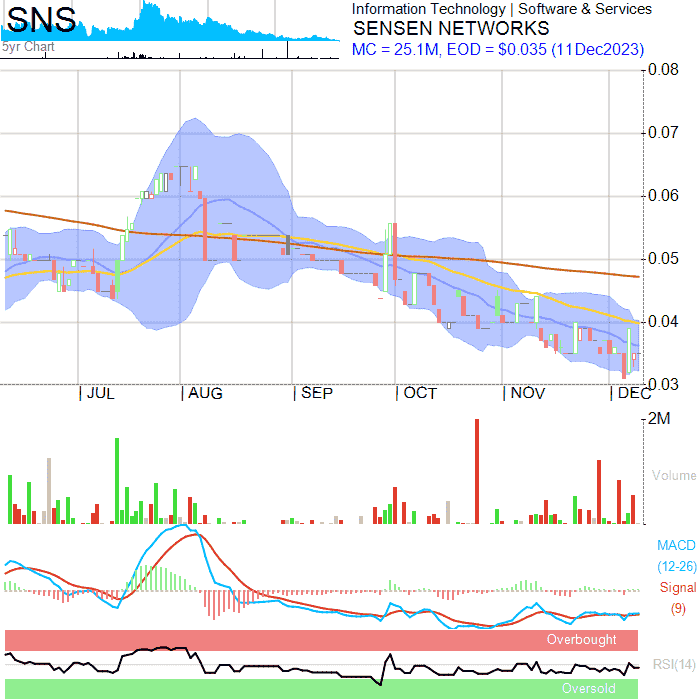 SNS
5yr Chart
Information Technology | Software & Services
SENSEN NETWORKS
MC = 25.1M, EOD = $0.035 (11Dec2023)
0.08
0.07
0.06
0.05
0.04
0.03
| JUL | AUG | SEP | OCT | NOV | DEC
2M
Volume
MACD
(12-26)
Signal
(9)
Overbought
RSI(14)
Oversold